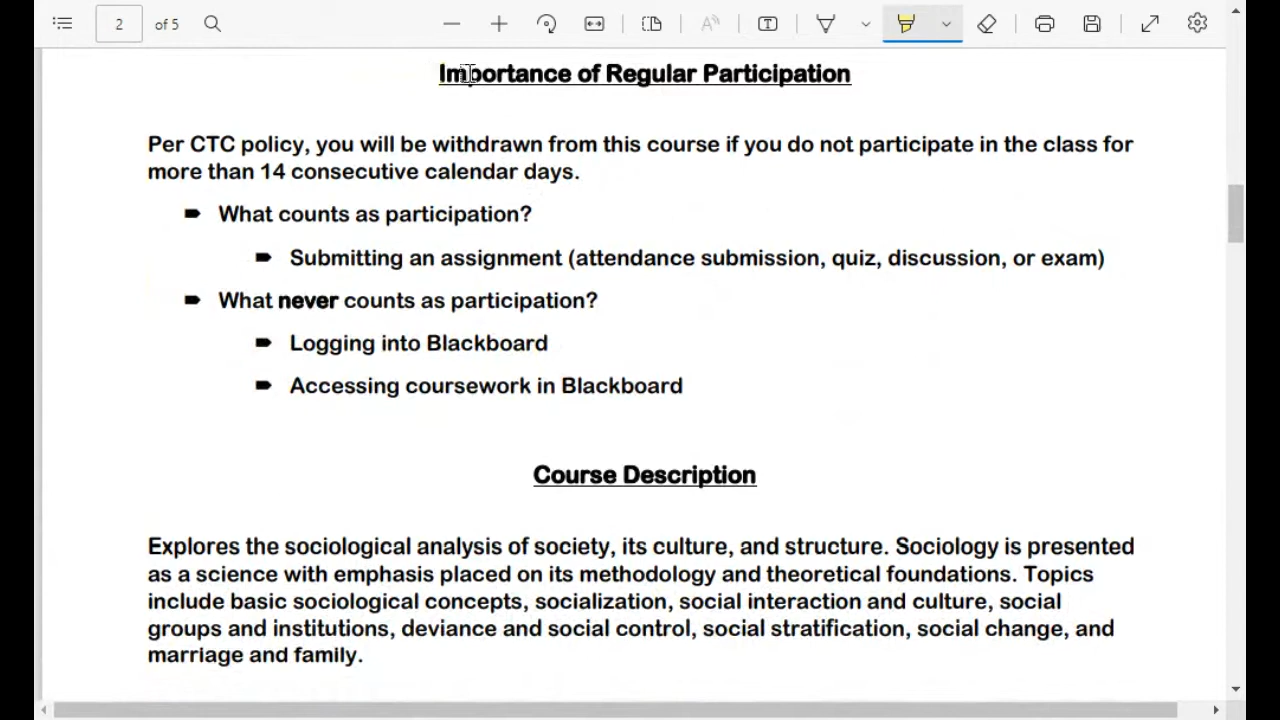 2 of 5
Importance of Regular Participation
Per CTC policy, you will be withdrawn from this course if you do not participate in the class for
more than 14 consecutive calendar days.
What counts as participation?
Submitting an assignment (attendance submission, quiz, discussion, or exam)
What never counts as participation?
Logging into Blackboard
Accessing coursework in Blackboard
Course Description
Explores the sociological analysis of society, its culture, and structure. Sociology is presented
as a science with emphasis placed on its methodology and theoretical foundations. Topics
include basic sociological concepts, socialization, social interaction and culture, social
groups and institutions, deviance and social control, social stratification, social change, and
marriage and family.